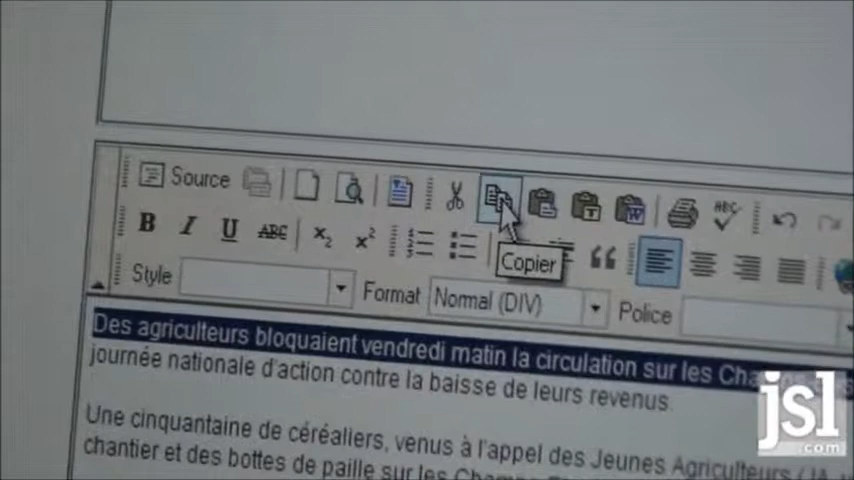 Source
ABC
B I U ABC x₂ x²
Copier
Style Format Normal (DIV) Police
Des agriculteurs bloquaient vendredi matin la circulation sur les
journée nationale d'action contre la baisse de leurs revenus.
Une cinquantaine de céréaliers, venus à l'appel des Jeunes Agriculteurs (JA
chantier et des bottes de paille sur les
jsl
.com